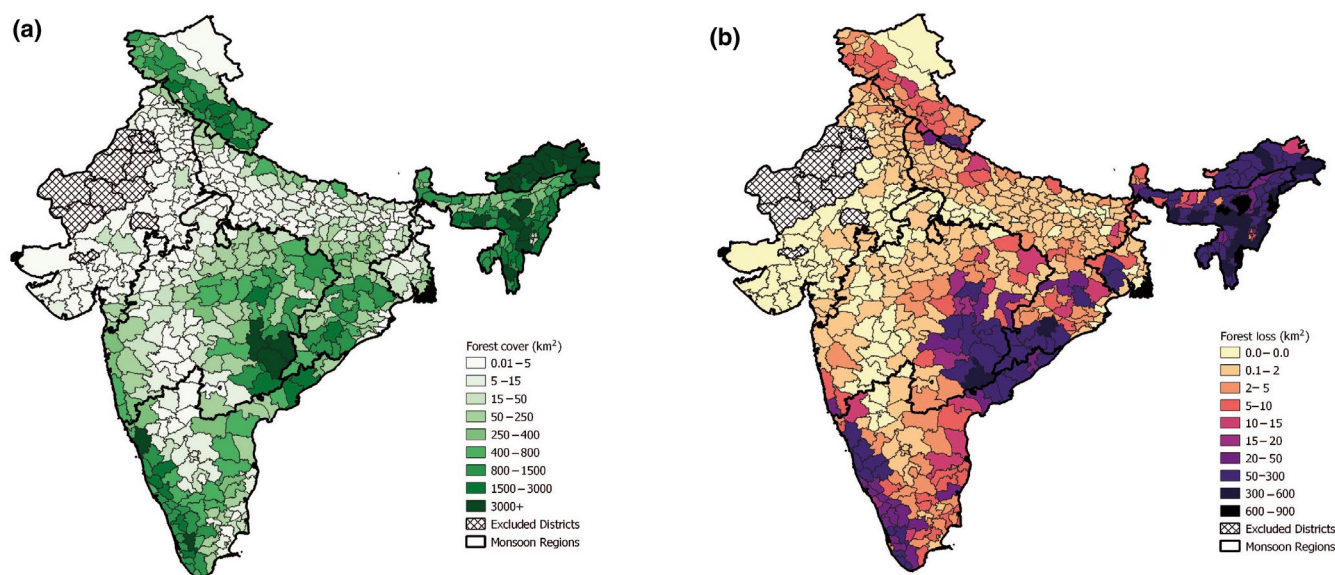 (a)
Forest cover (km²)
0.01 – 5
5 – 15
15 – 50
50 – 250
250 – 400
400 – 800
800 – 1500
1500 – 3000
3000+
Excluded Districts
Monsoon Regions
(b)
Forest loss (km²)
0.0 – 0.0
0.1 – 2
2 – 5
5 – 10
10 – 15
15 – 20
20 – 50
50 – 300
300 – 600
600 – 900
Excluded Districts
Monsoon Regions